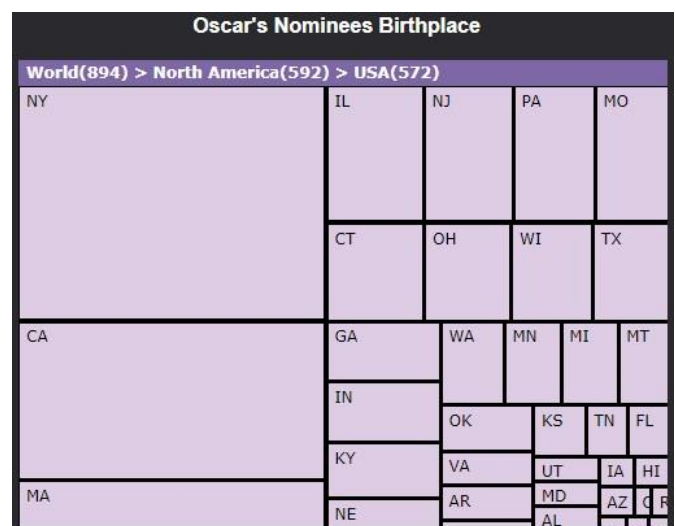 Oscar's Nominees Birthplace
World(894) > North America(592) > USA(572)
NY
IL
NJ
PA
MO
CT
OH
WI
TX
CA
GA
WA
MN
MI
MT
IN
OK
KS
TN
FL
KY
VA
UT
IA
HI
MA
AR
MD
AZ
NE
AL